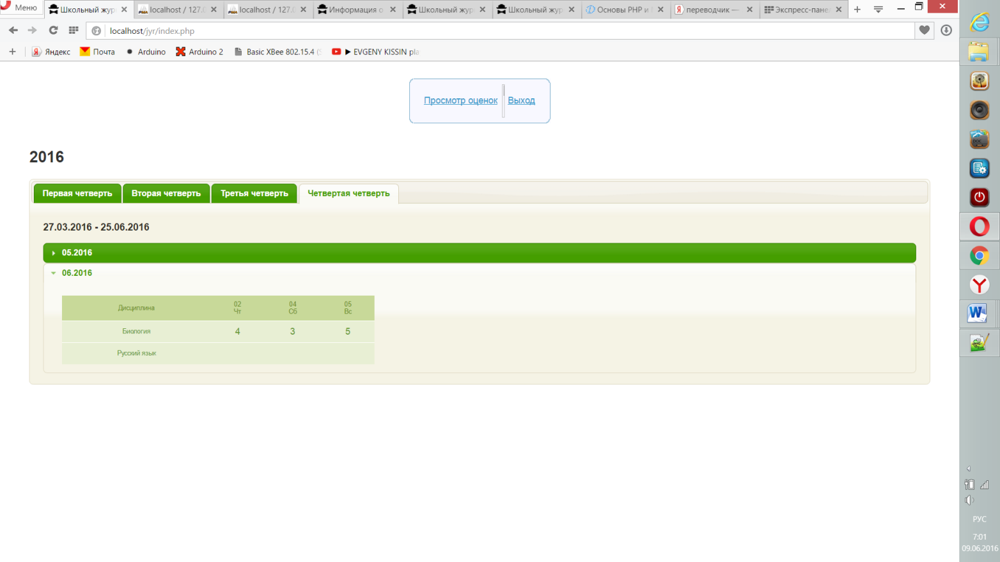 Меню
Школьный жур
localhost / 127.0
localhost / 127.0
Информация о
Школьный жур
Школьный жур
Основы PHP и
переводчик —
Экспресс-пане
localhost/jyr/index.php
Яндекс
Почта
Arduino
Arduino 2
Basic XBee 802.15.4 (
EVGENY KISSIN pla
Просмотр оценок
Выход
2016
Первая четверть
Вторая четверть
Третья четверть
Четвертая четверть
27.03.2016 - 25.06.2016
05.2016
06.2016
Дисциплина 02 Чт 04 Сб 05 Вс
Биология 4 3 5
Русский язык
РУС
7:01
09.06.2016